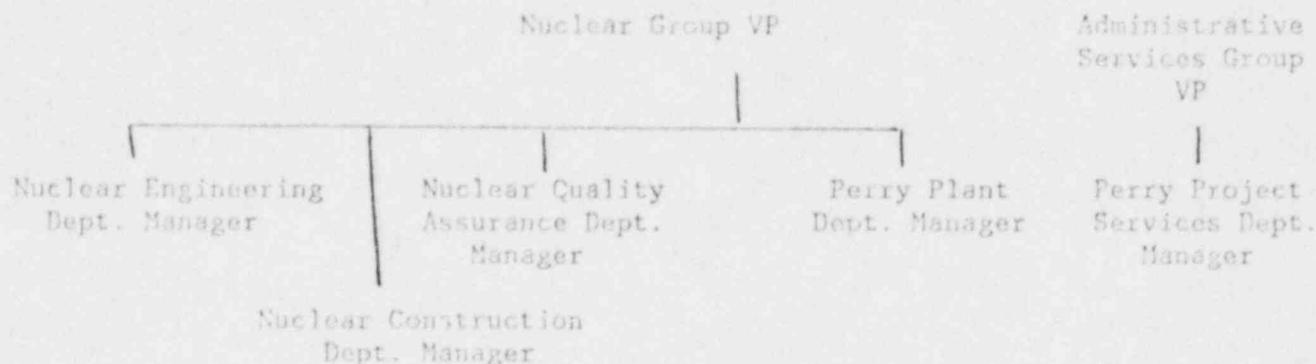 Nuclear Group VP
Administrative
Services Group
VP
Nuclear Engineering
Dept. Manager
Nuclear Quality
Assurance Dept.
Manager
Perry Plant
Dept. Manager
Perry Project
Services Dept.
Manager
Nuclear Construction
Dept. Manager